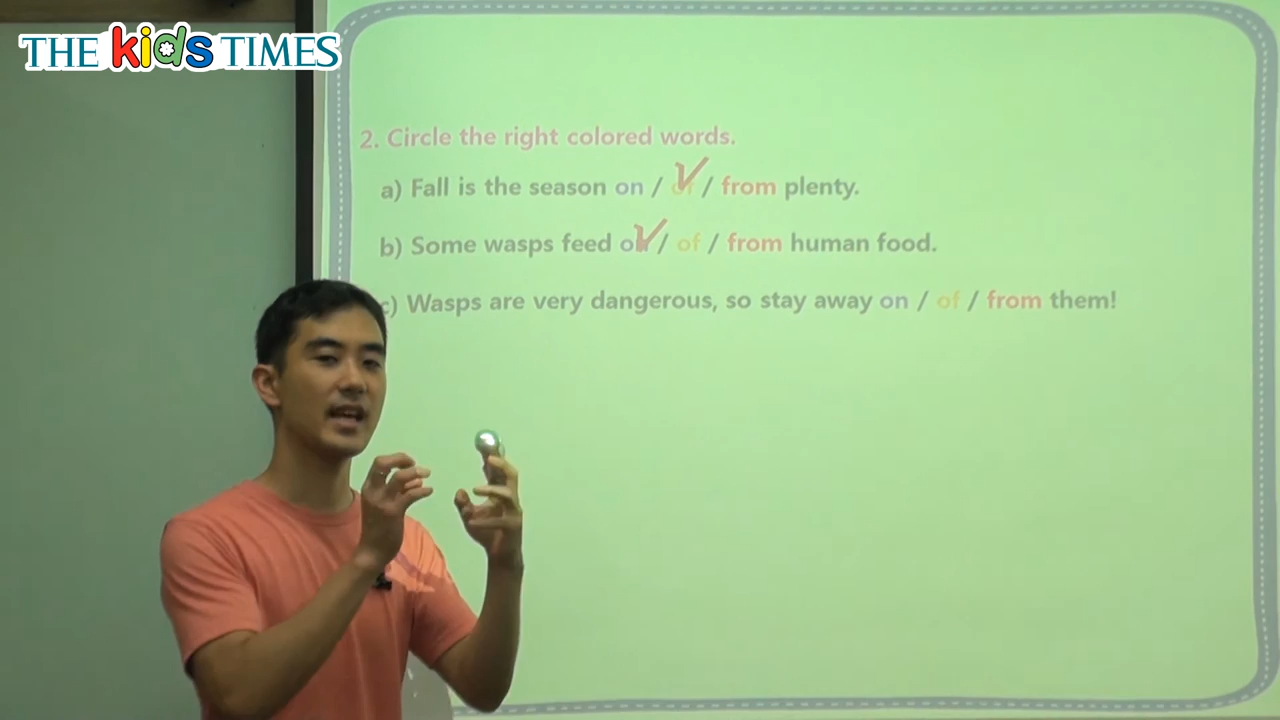 THE kids TIMES
2. Circle the right colored words.
a) Fall is the season on / of / from plenty.
b) Some wasps feed on / of / from human food.
c) Wasps are very dangerous, so stay away on / of / from them!